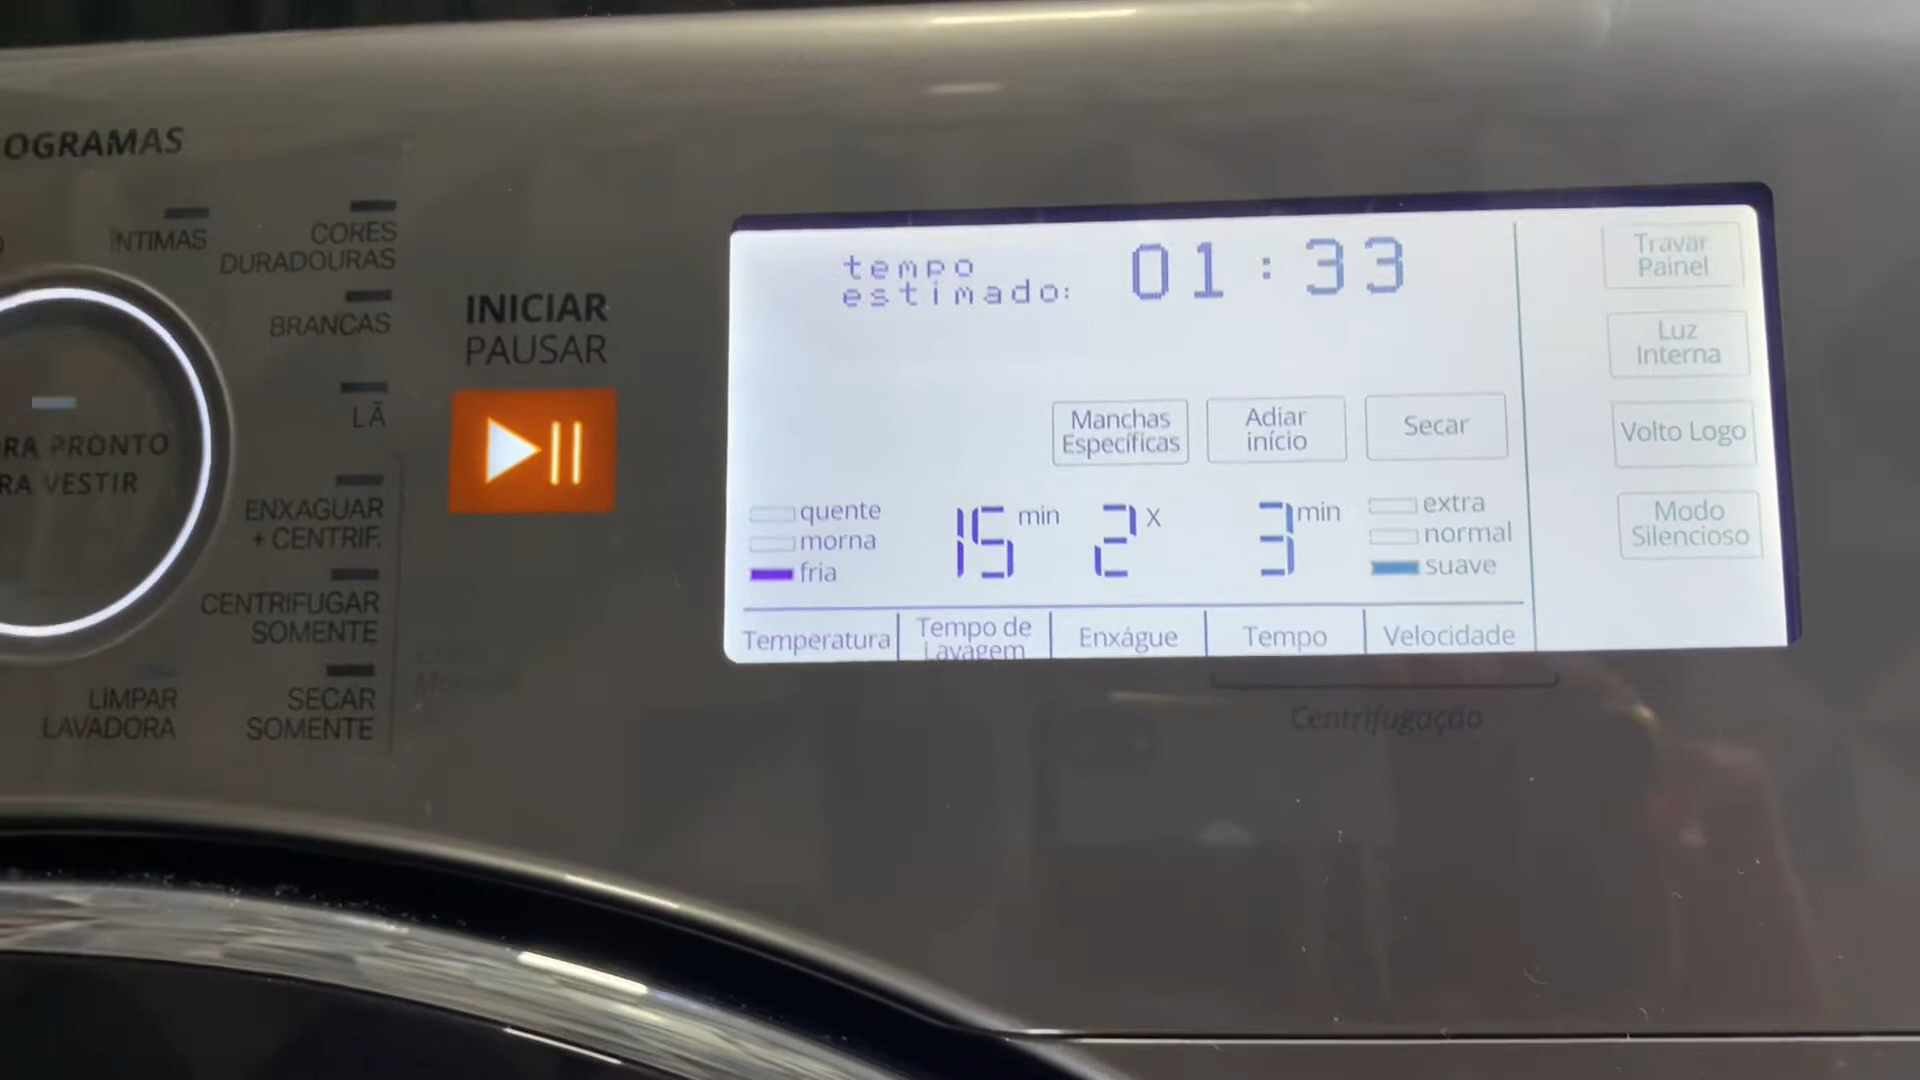 OGRAMAS
ÍNTIMAS
CORES
DURADOURAS
BRANCAS
LÃ
RA PRONTO
RA VESTIR
ENXAGUAR
+ CENTRIF.
CENTRIFUGAR
SOMENTE
LIMPAR
LAVADORA
SECAR
SOMENTE
INICIAR
PAUSAR
tempo
estimado: 01:33
Manchas
Específicas
Adiar
início
Secar
quente
morna
fria
15 min
2 x
3 min
extra
normal
suave
Temperatura
Tempo de
Lavagem
Enxágue
Tempo
Velocidade
Travar
Painel
Luz
Interna
Volto Logo
Modo
Silencioso
Centrifugação